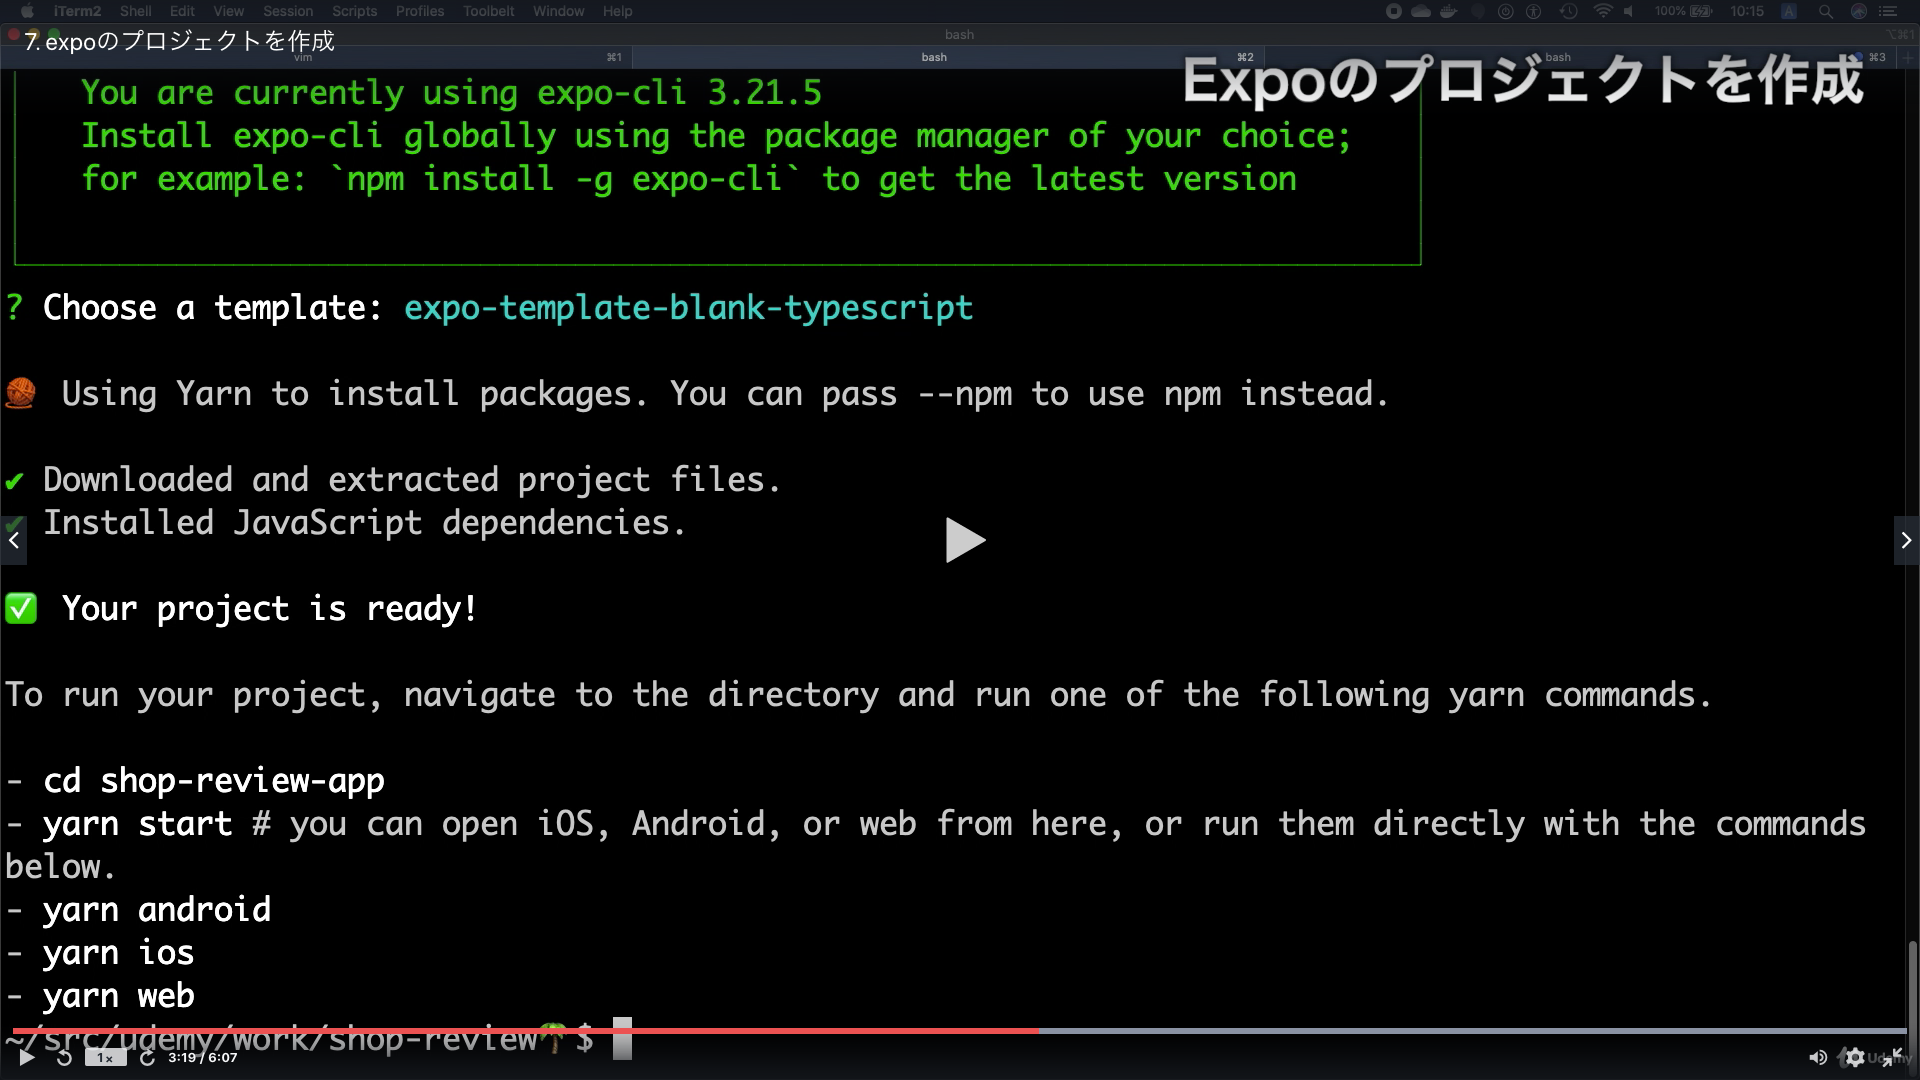 iTerm2 Shell Edit View Session Scripts Profiles Toolbelt Window Help 100% 10:15 A
bash ⌥⌘1
7. expoのプロジェクトを作成
vim ⌘1 bash ⌘2 bash ⌘3
Expoのプロジェクトを作成
You are currently using expo-cli 3.21.5
Install expo-cli globally using the package manager of your choice;
for example: `npm install -g expo-cli` to get the latest version
? Choose a template: expo-template-blank-typescript
🧶 Using Yarn to install packages. You can pass --npm to use npm instead.
✔ Downloaded and extracted project files.
✔ Installed JavaScript dependencies.
✅ Your project is ready!
To run your project, navigate to the directory and run one of the following yarn commands.
- cd shop-review-app
- yarn start # you can open iOS, Android, or web from here, or run them directly with the commands
below.
- yarn android
- yarn ios
- yarn web
~/src/udemy/work/shop-review🌴$
1x 3:19 / 6:07 Udemy